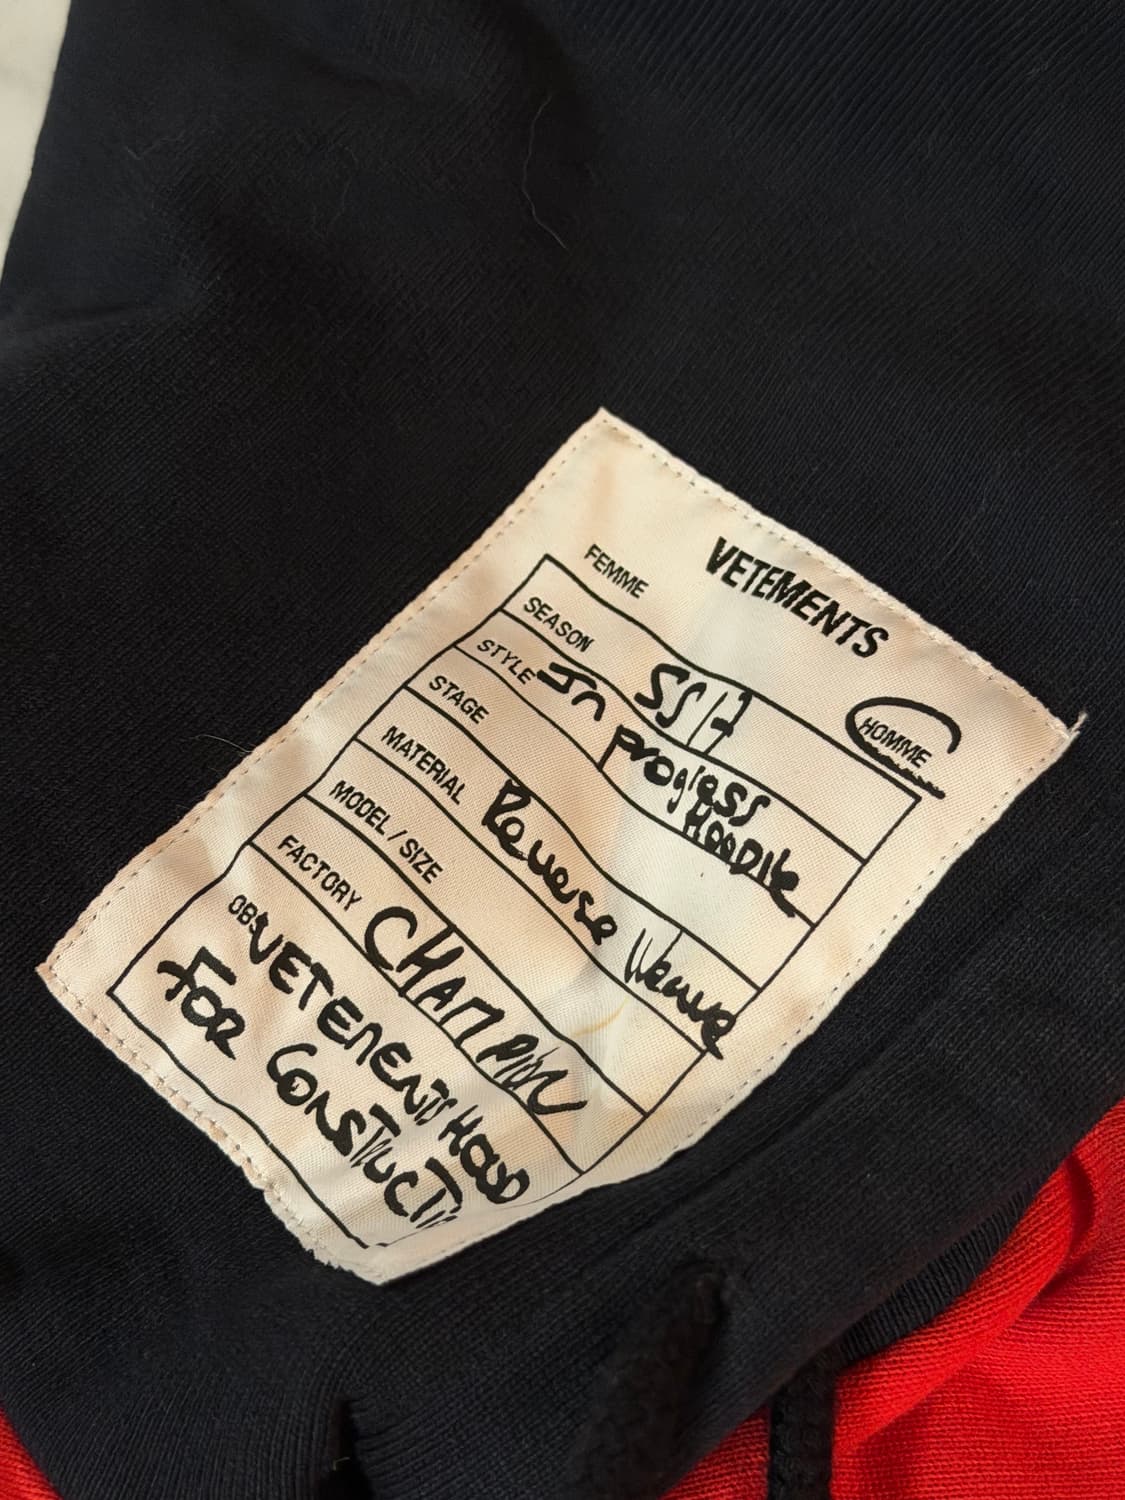 VETEMENTS
FEMME HOMME
SEASON SS17
STYLE In progress
HOODIE
STAGE
MATERIAL Reverse Weave
MODEL / SIZE
FACTORY CHAMPION
OBS VETEMENTS HOOD
FOR CONSTRUCTI